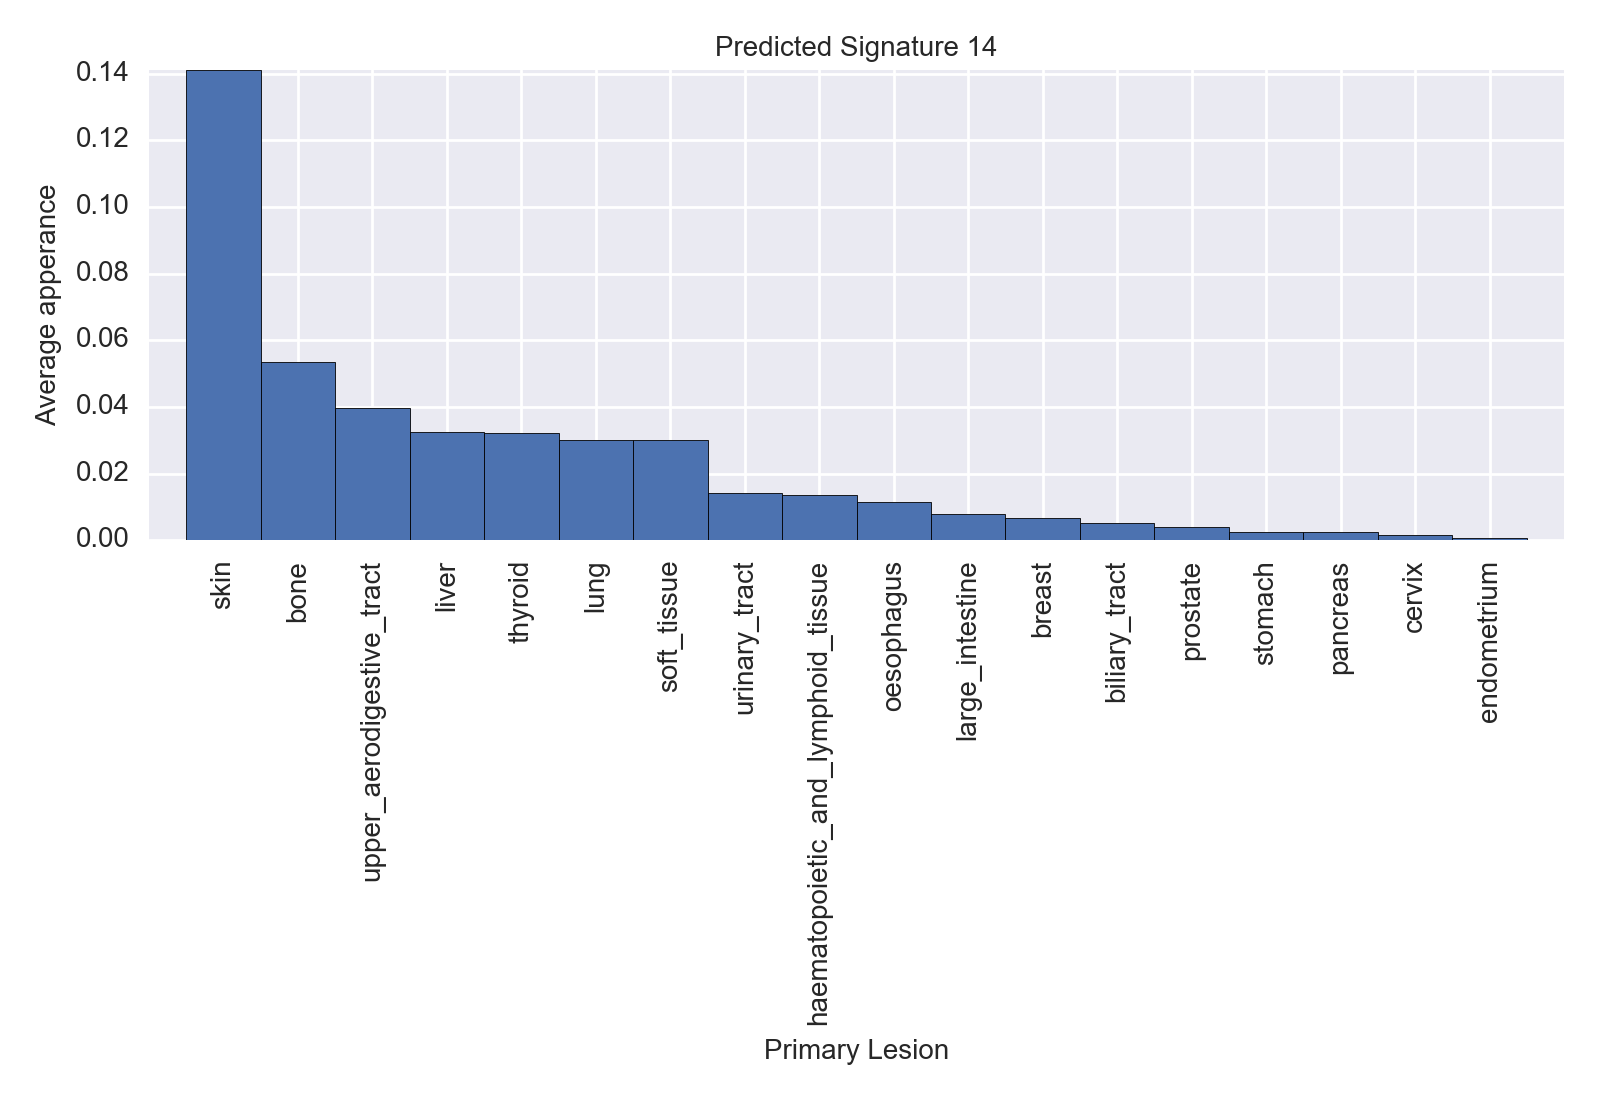 Predicted Signature 14
Average apperance
0.14
0.12
0.10
0.08
0.06
0.04
0.02
0.00
skin
bone
upper_aerodigestive_tract
liver
thyroid
lung
soft_tissue
urinary_tract
haematopoietic_and_lymphoid_tissue
oesophagus
large_intestine
breast
biliary_tract
prostate
stomach
pancreas
cervix
endometrium
Primary Lesion